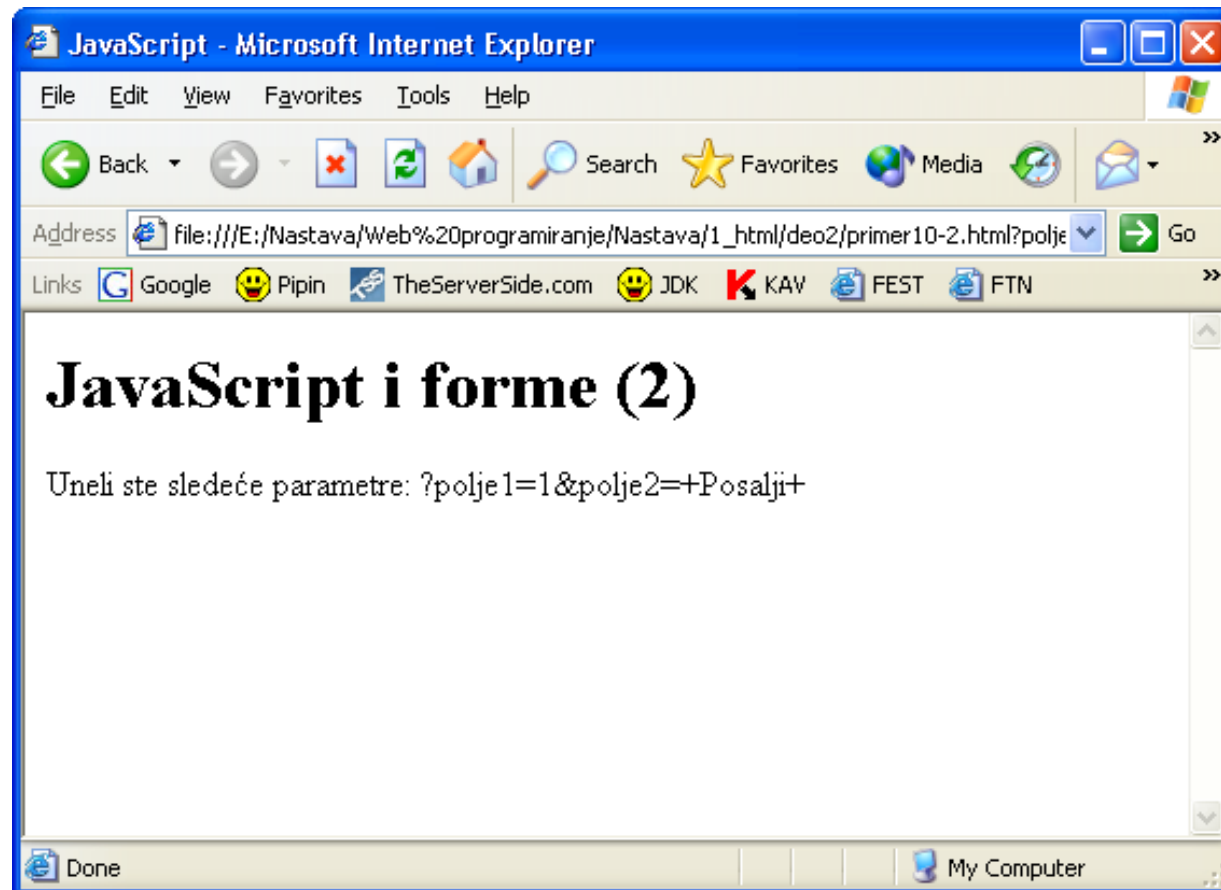 JavaScript - Microsoft Internet Explorer
File Edit View Favorites Tools Help
Back Search Favorites Media »
Address file:///E:/Nastava/Web%20programiranje/Nastava/1_html/deo2/primer10-2.html?polje Go
Links Google Pipin TheServerSide.com JDK KAV FEST FTN »
JavaScript i forme (2)
Uneli ste sledeće parametre: ?polje1=1&polje2=+Posalji+
Done My Computer